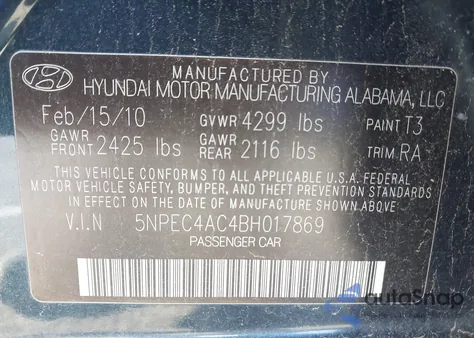 MANUFACTURED BY
HYUNDAI MOTOR MANUFACTURING ALABAMA, LLC
Feb/15/10 GVWR 4299 lbs PAINT T3
GAWR FRONT 2425 lbs GAWR REAR 2116 lbs TRIM RA
THIS VEHICLE CONFORMS TO ALL APPLICABLE U.S.A FEDERAL
MOTOR VEHICLE SAFETY, BUMPER, AND THEFT PREVENTION STANDARDS
IN EFFECT ON THE DATE OF MANUFACTURE SHOWN ABOVE.
V.I.N 5NPEC4AC4BH017869
PASSENGER CAR
autoSnap